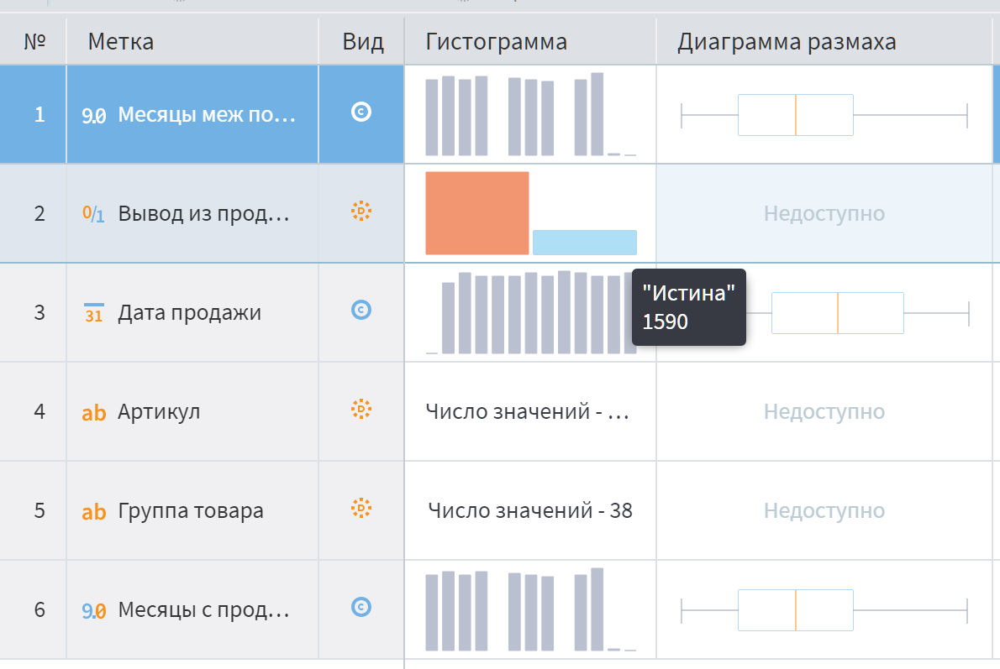 № Метка Вид Гистограмма Диаграмма размаха
1 9.0 Месяцы меж по... C
2 0/1 Вывод из прод... D Недоступно
"Истина"
1590
3 31 Дата продажи C
4 ab Артикул D Число значений - ... Недоступно
5 ab Группа товара D Число значений - 38 Недоступно
6 9.0 Месяцы с прод... C